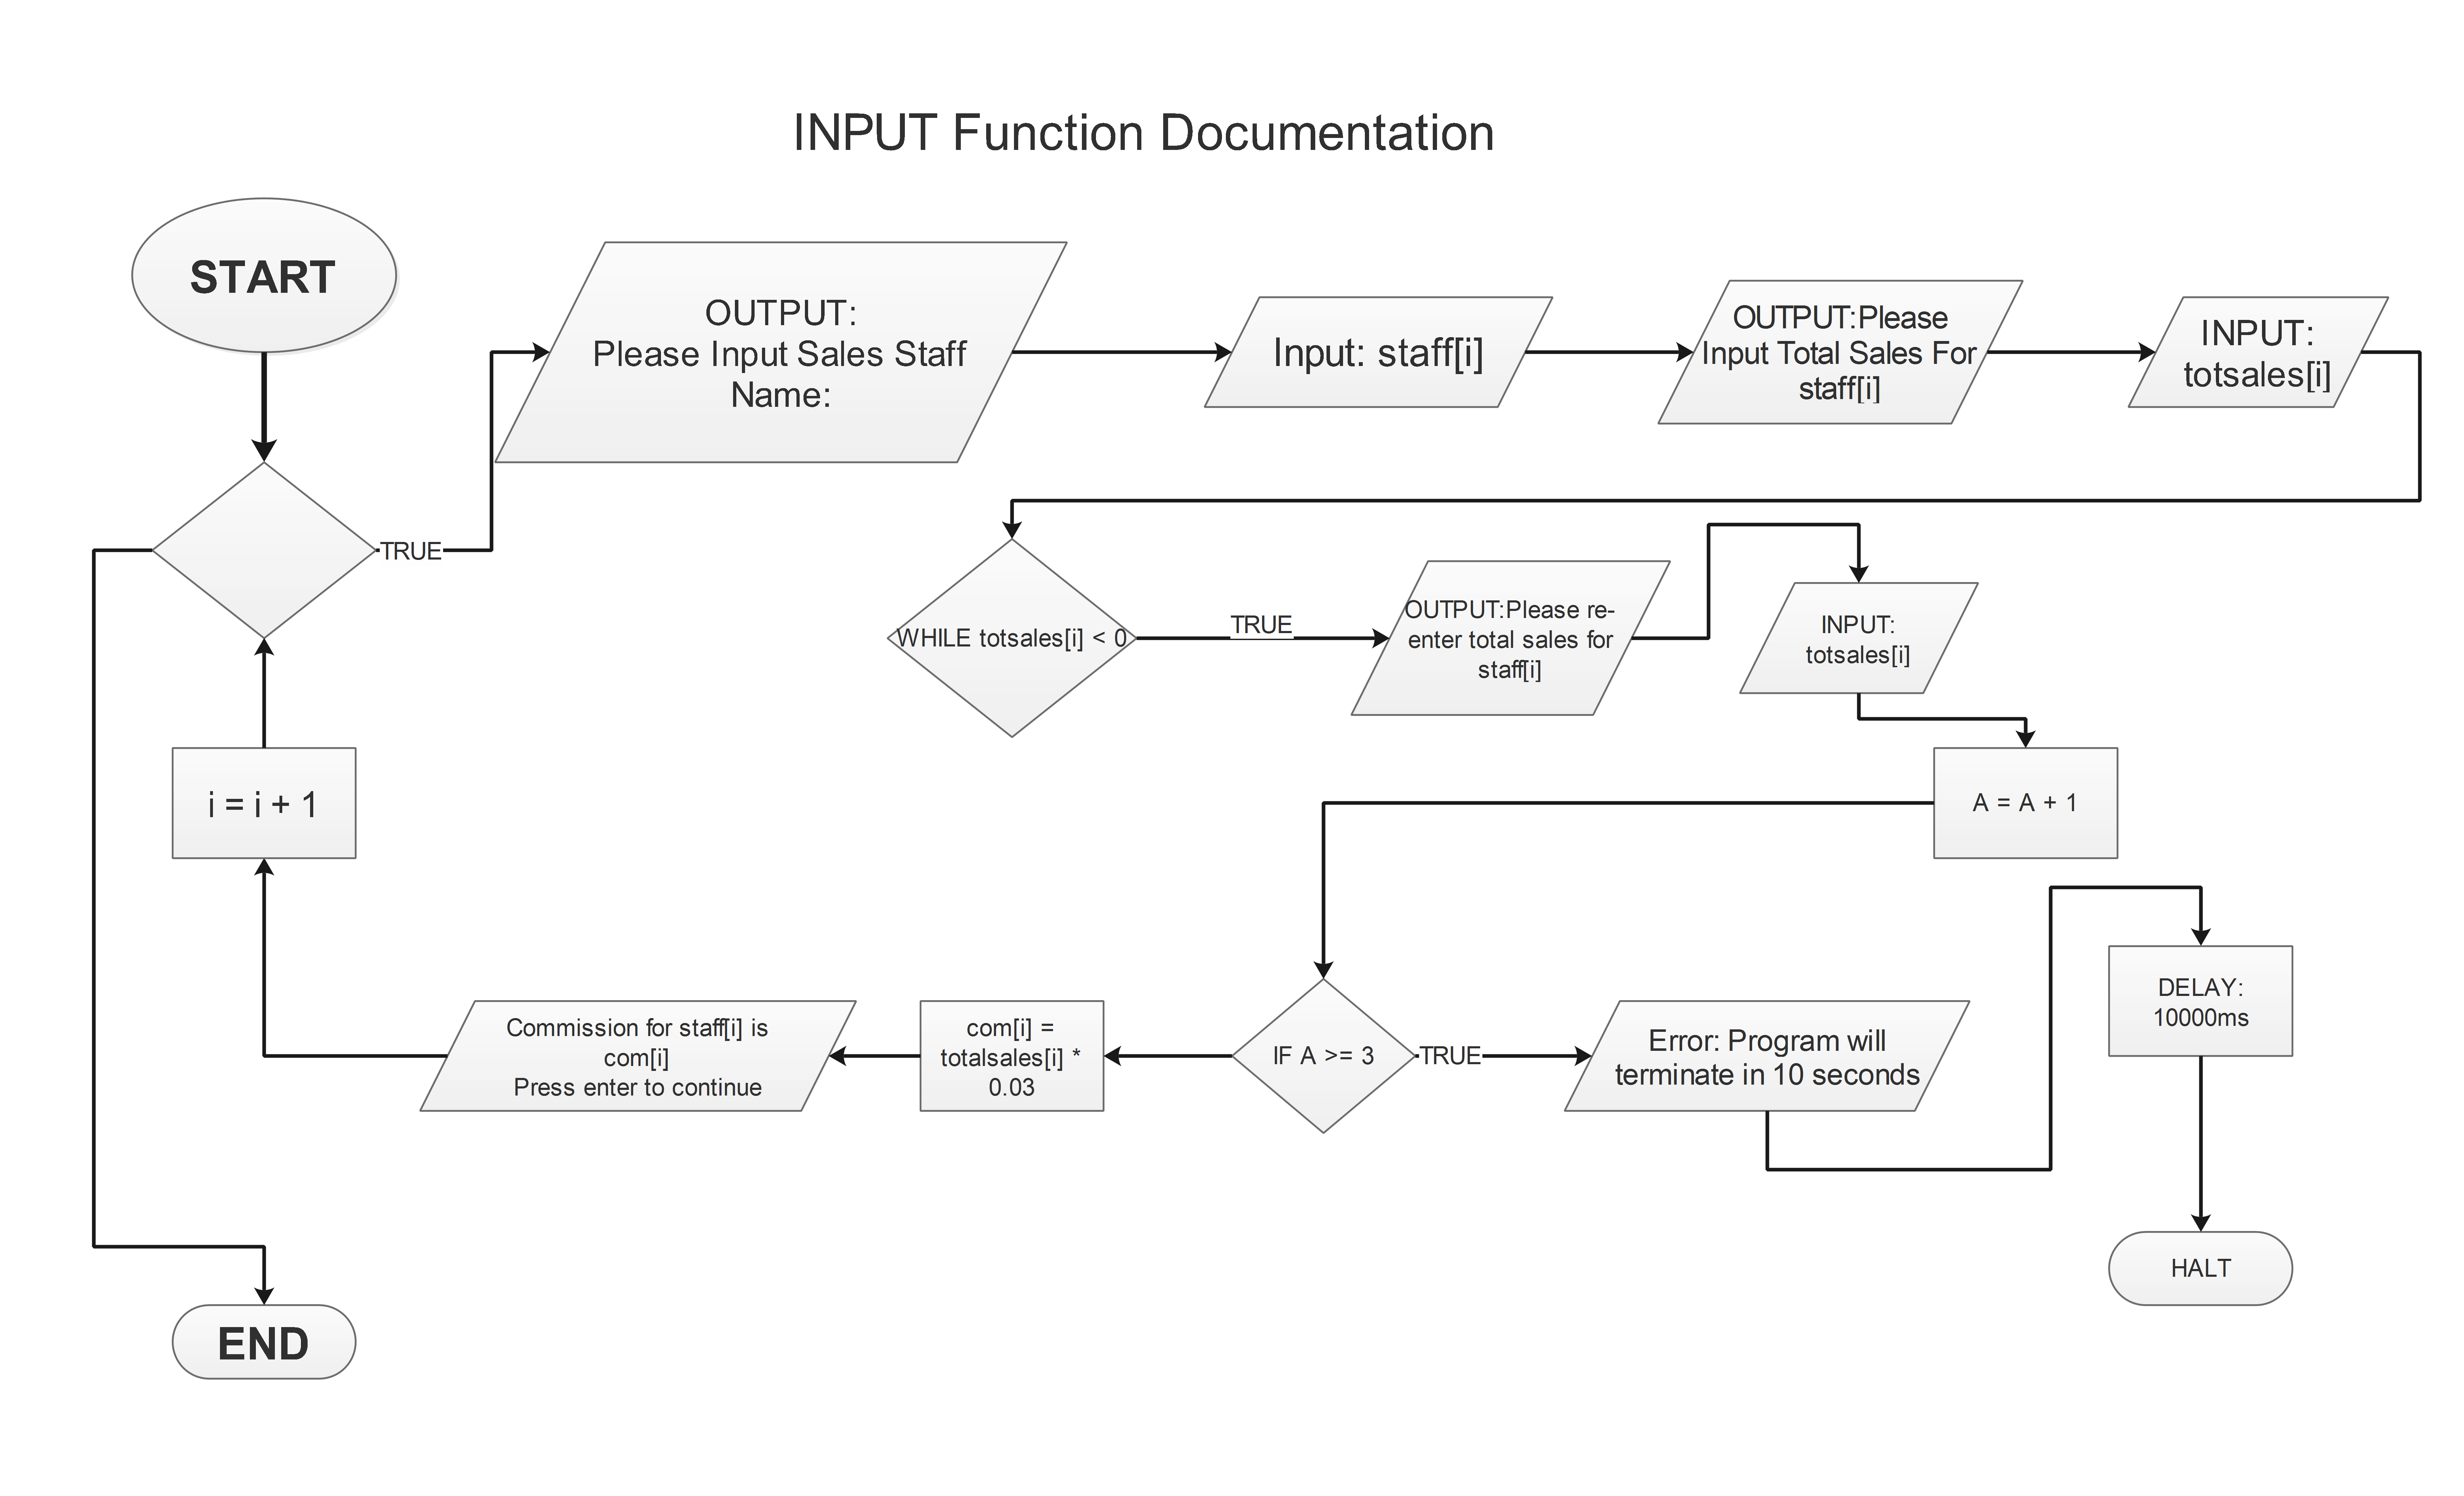 INPUT Function Documentation
START
OUTPUT:
Please Input Sales Staff
Name:
Input: staff[i]
OUTPUT:Please
Input Total Sales For
staff[i]
INPUT:
totsales[i]
TRUE
WHILE totsales[i] < 0
TRUE
OUTPUT:Please re-
enter total sales for
staff[i]
INPUT:
totsales[i]
A = A + 1
i = i + 1
IF A >= 3
TRUE
Error: Program will
terminate in 10 seconds
DELAY:
10000ms
HALT
com[i] =
totalsales[i] *
0.03
Commission for staff[i] is
com[i]
Press enter to continue
END